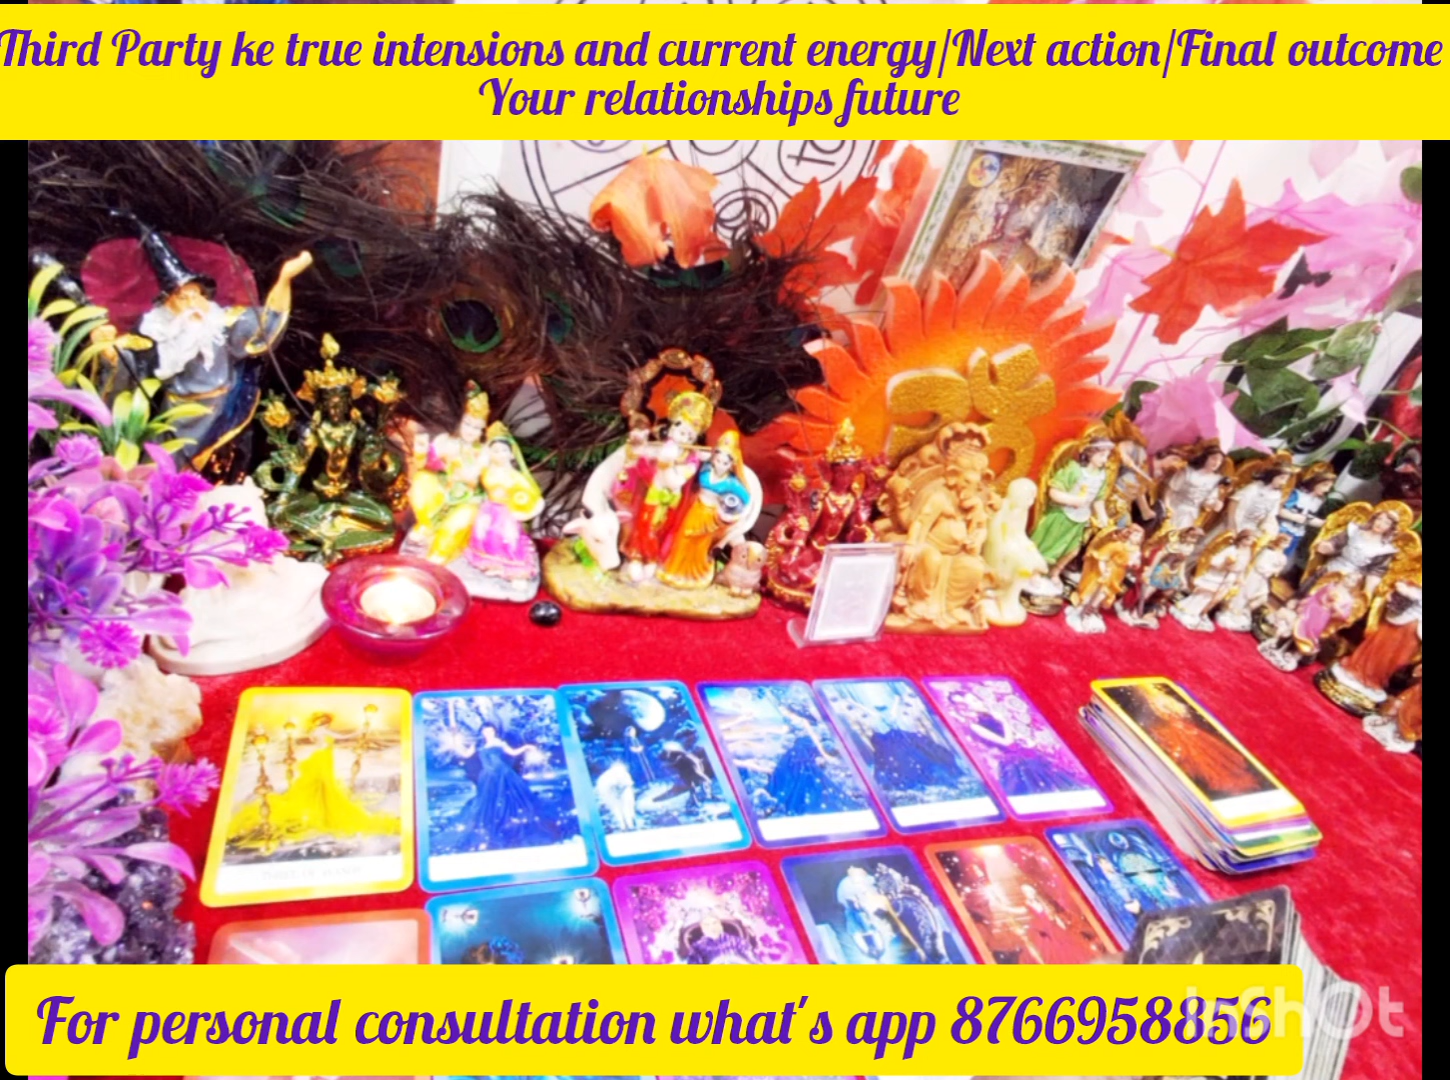 Third Party ke true intensions and current energy/Next action/Final outcome
Your relationships future
For personal consultation what's app 8766958856
InShOt